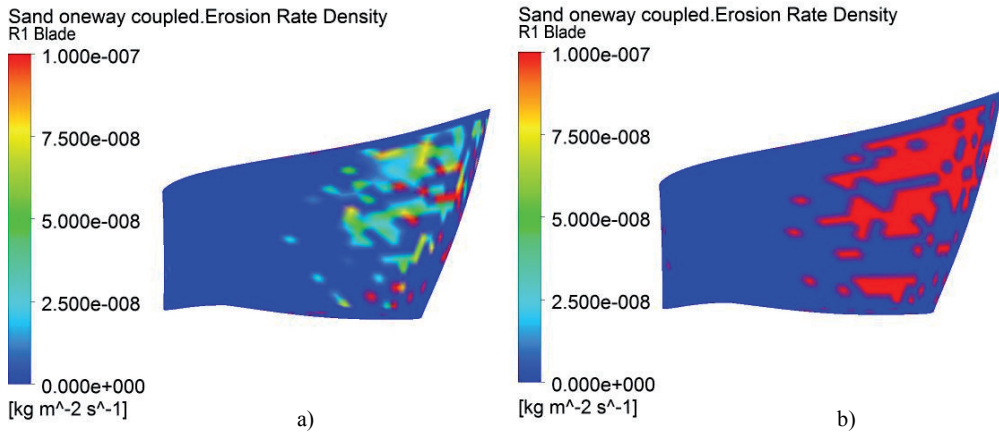 Sand oneway coupled.Erosion Rate Density
R1 Blade
1.000e-007
7.500e-008
5.000e-008
2.500e-008
0.000e+000
[kg m^-2 s^-1]
a)
Sand oneway coupled.Erosion Rate Density
R1 Blade
1.000e-007
7.500e-008
5.000e-008
2.500e-008
0.000e+000
[kg m^-2 s^-1]
b)